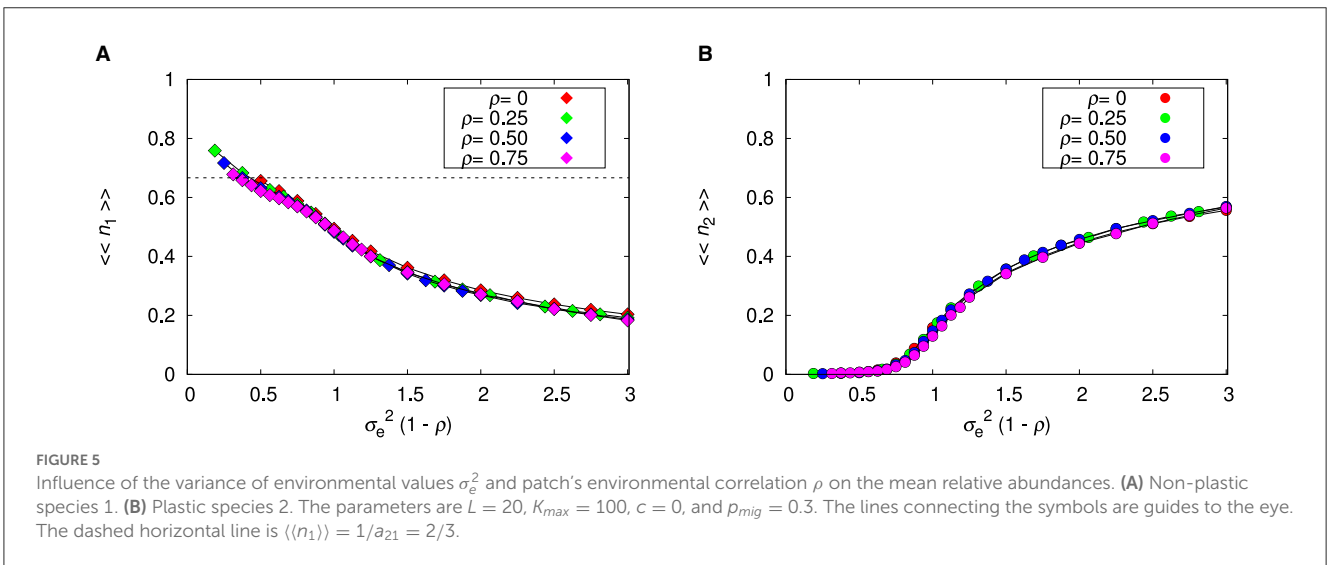 A
B
1
0.8
0.6
0.4
0.2
0
<< n₁ >>
ρ= 0
ρ= 0.25
ρ= 0.50
ρ= 0.75
0 0.5 1 1.5 2 2.5 3
σₑ² (1 - ρ)
1
0.8
0.6
0.4
0.2
0
<< n₂ >>
ρ= 0
ρ= 0.25
ρ= 0.50
ρ= 0.75
0 0.5 1 1.5 2 2.5 3
σₑ² (1 - ρ)
FIGURE 5
Influence of the variance of environmental values σₑ² and patch's environmental correlation ρ on the mean relative abundances. (A) Non-plastic
species 1. (B) Plastic species 2. The parameters are L = 20, Kmax = 100, c = 0, and pmig = 0.3. The lines connecting the symbols are guides to the eye.
The dashed horizontal line is ⟨⟨n₁⟩⟩ = 1/a₂₁ = 2/3.